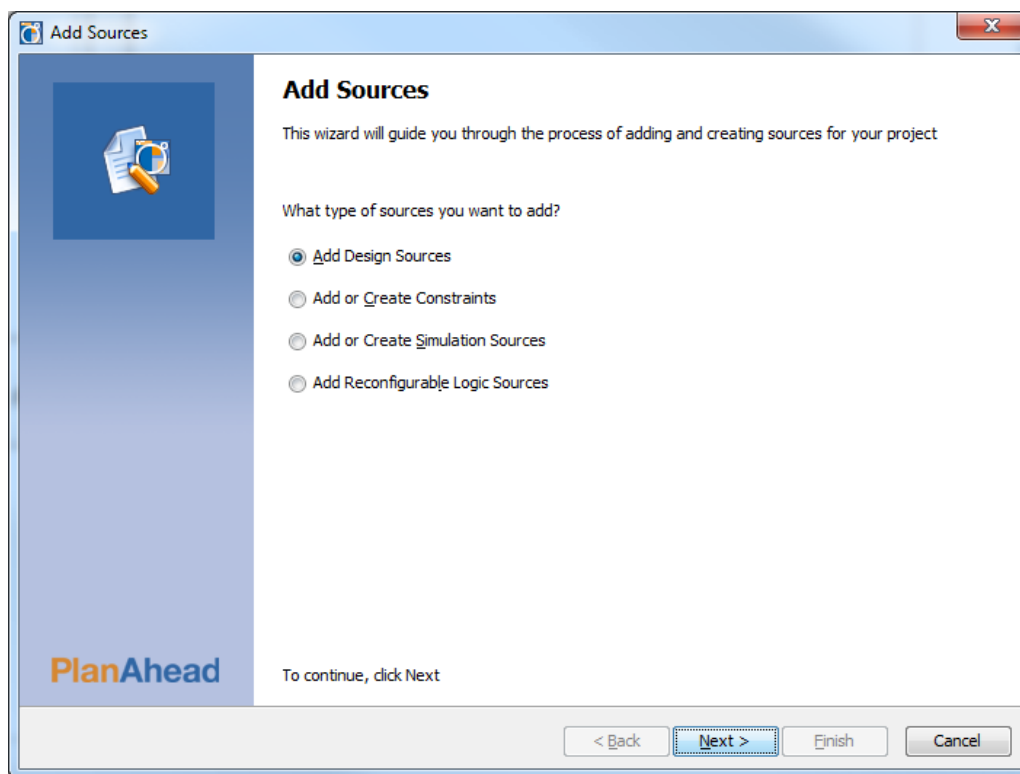 Add Sources
Add Sources
This wizard will guide you through the process of adding and creating sources for your project
What type of sources you want to add?
Add Design Sources
Add or Create Constraints
Add or Create Simulation Sources
Add Reconfigurable Logic Sources
PlanAhead
To continue, click Next
< Back
Next >
Finish
Cancel